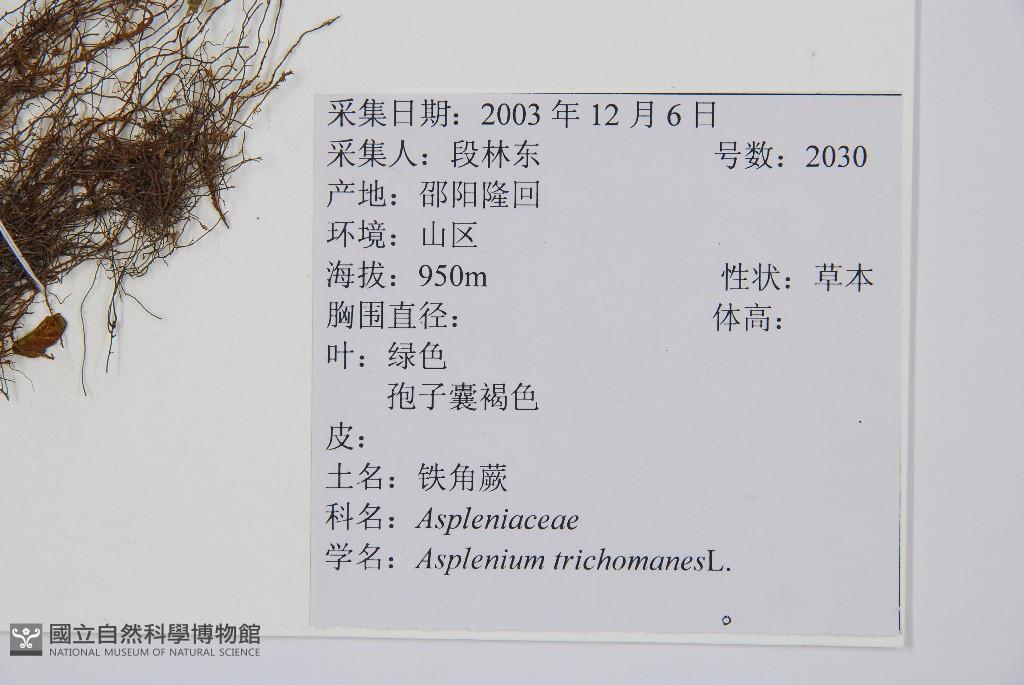 采集日期：2003 年 12 月 6 日
采集人：段林东 号数：2030
产地：邵阳隆回
环境：山区
海拔：950m 性状：草本
胸围直径： 体高：
叶：绿色
孢子囊褐色
皮：
土名：铁角蕨
科名：Aspleniaceae
学名：Asplenium trichomanesL.
國立自然科學博物館
NATIONAL MUSEUM OF NATURAL SCIENCE